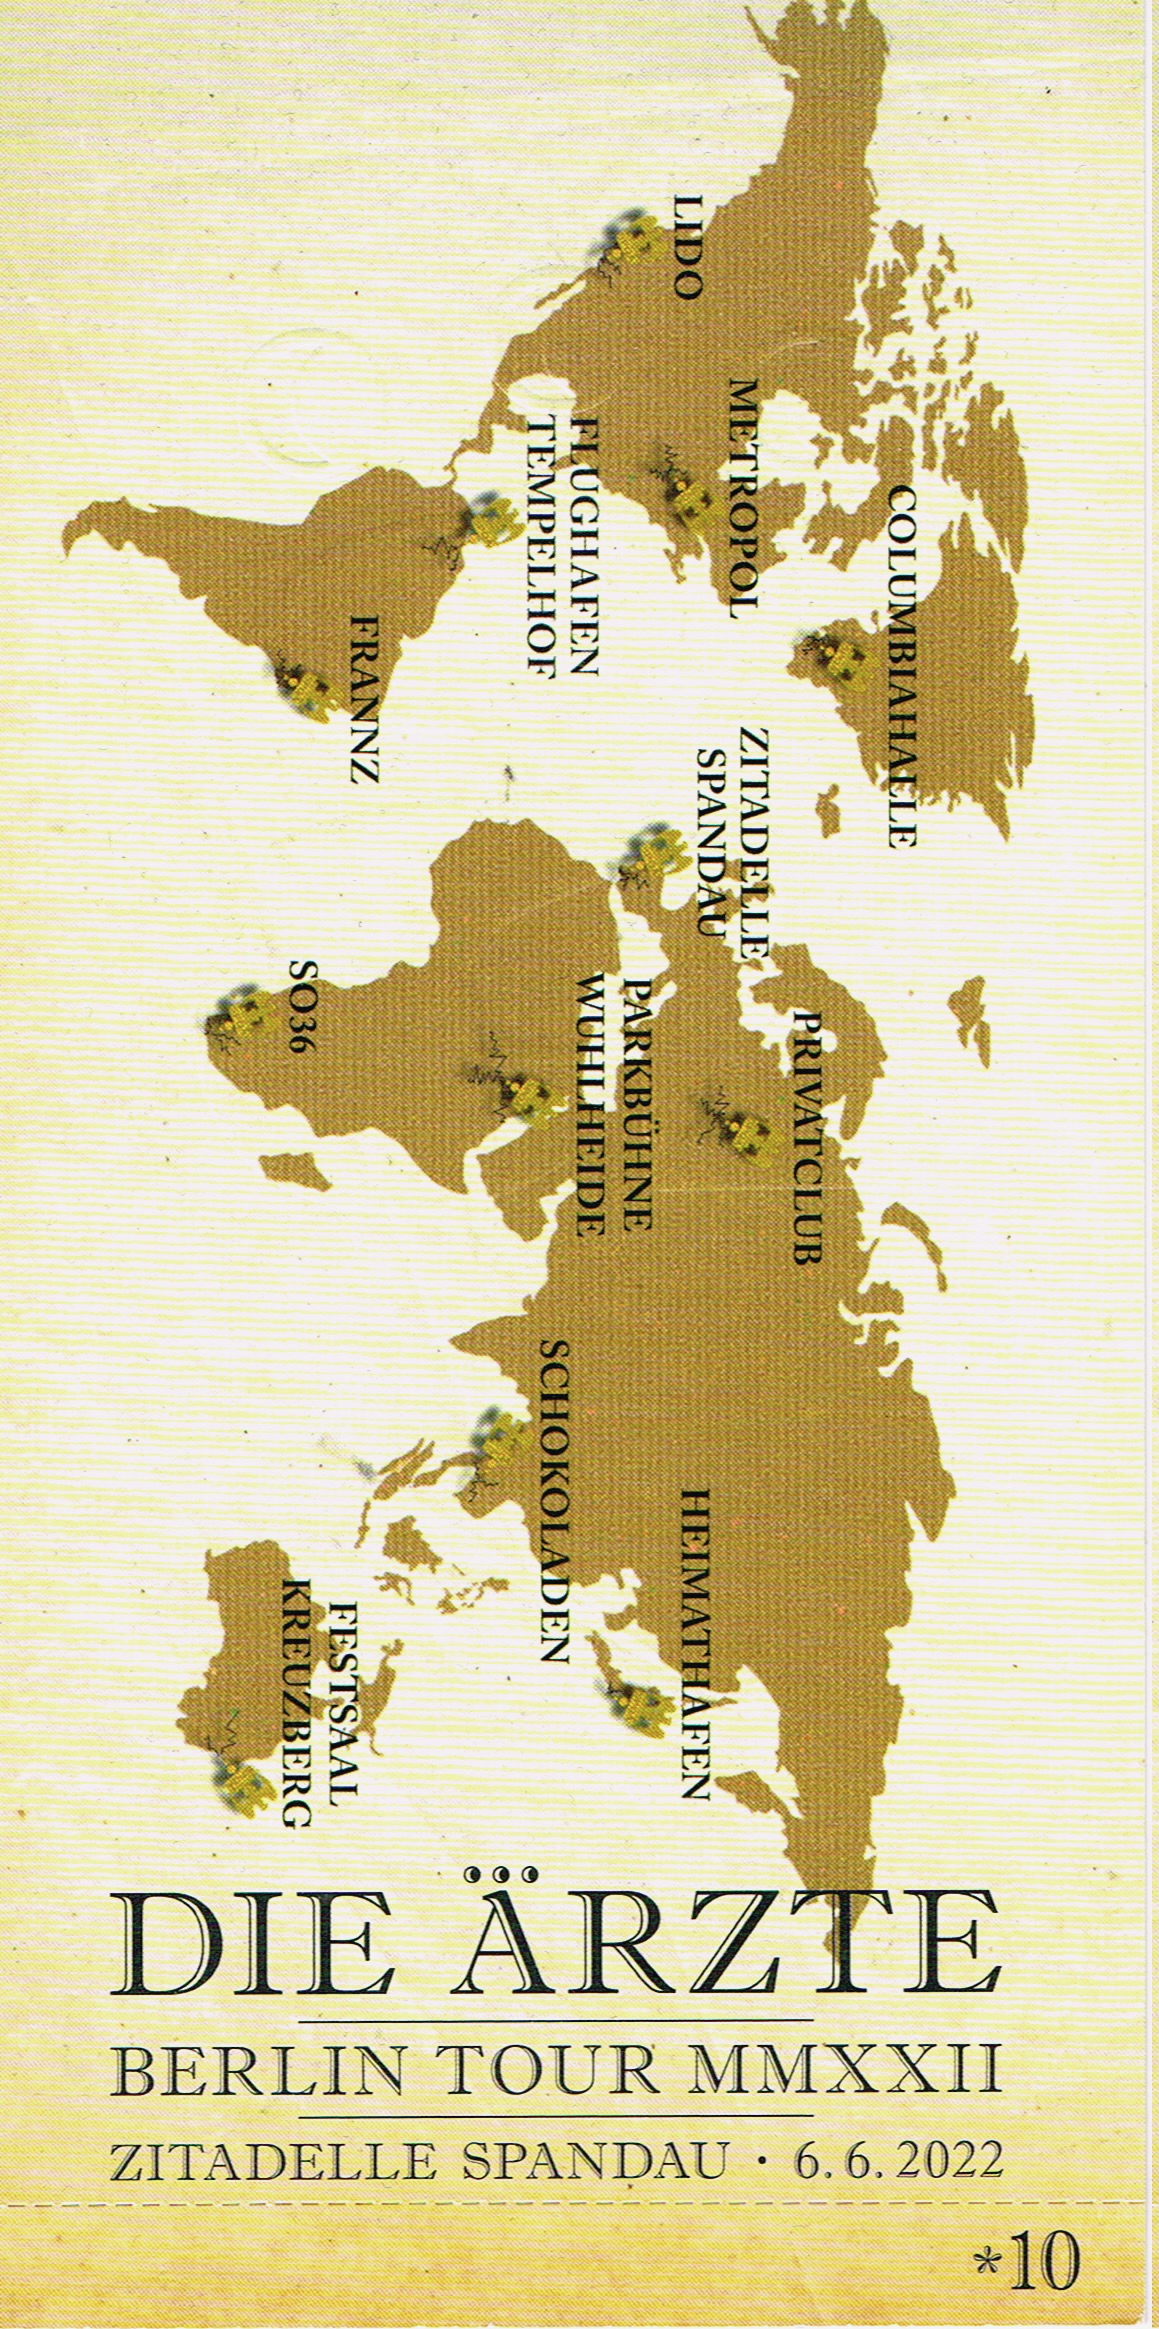 LIDO
METROPOL
COLUMBIAHALLE
FLUGHAFEN
TEMPELHOF
FRANNZ
ZITADELLE
SPANDAU
PRIVATCLUB
PARKBÜHNE
WUHLHEIDE
SO36
SCHOKOLADEN
HEIMATHAFEN
FESTSAAL
KREUZBERG
DIE ÄRZTE
BERLIN TOUR MMXXII
ZITADELLE SPANDAU · 6.6.2022
*10